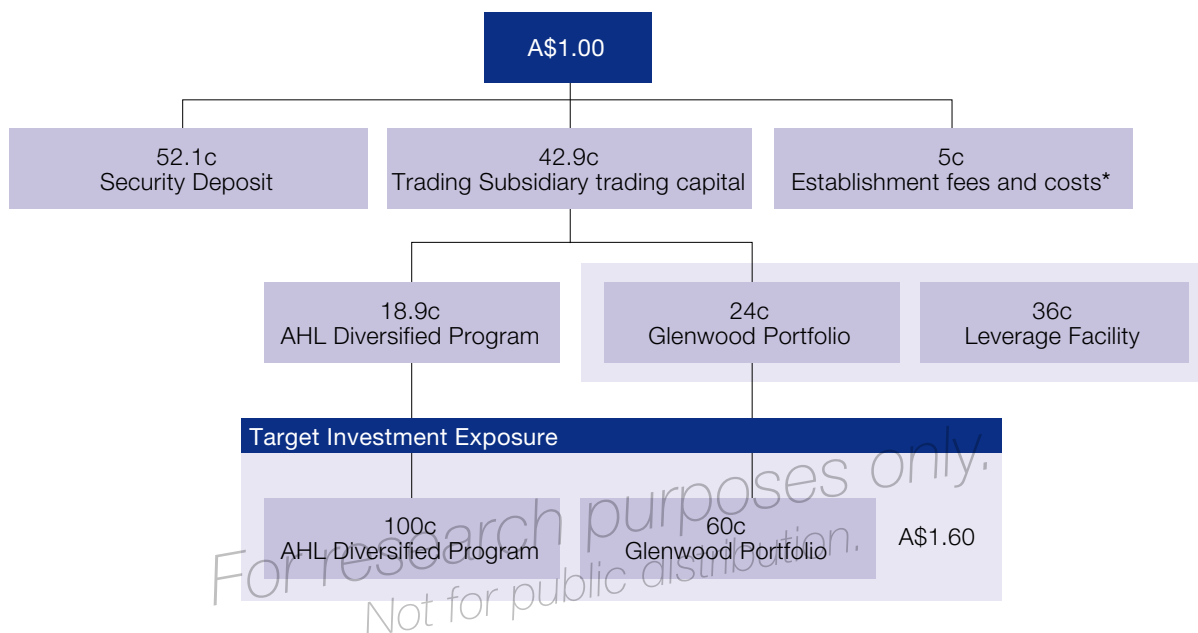 A$1.00
52.1c
Security Deposit
42.9c
Trading Subsidiary trading capital
5c
Establishment fees and costs*
18.9c
AHL Diversified Program
24c
Glenwood Portfolio
36c
Leverage Facility
Target Investment Exposure
100c
AHL Diversified Program
60c
Glenwood Portfolio
A$1.60
For research purposes only.
Not for public distribution.